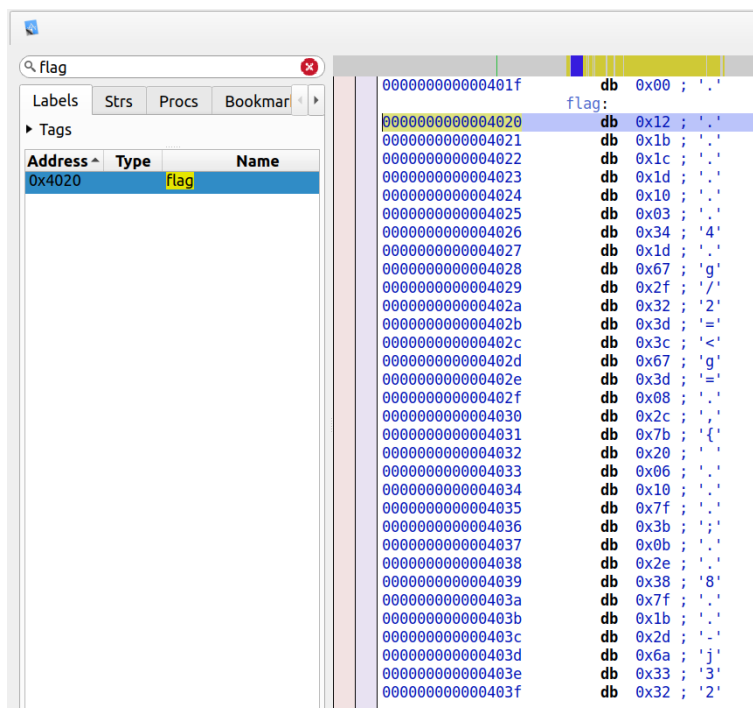 flag
Labels Strs Procs Bookmar
Tags
Address Type Name
0x4020 flag
000000000000401f db 0x00 ; '.'
flag:
0000000000004020 db 0x12 ; '.'
0000000000004021 db 0x1b ; '.'
0000000000004022 db 0x1c ; '.'
0000000000004023 db 0x1d ; '.'
0000000000004024 db 0x10 ; '.'
0000000000004025 db 0x03 ; '.'
0000000000004026 db 0x34 ; '4'
0000000000004027 db 0x1d ; '.'
0000000000004028 db 0x67 ; 'g'
0000000000004029 db 0x2f ; '/'
000000000000402a db 0x32 ; '2'
000000000000402b db 0x3d ; '='
000000000000402c db 0x3c ; '<'
000000000000402d db 0x67 ; 'g'
000000000000402e db 0x3d ; '='
000000000000402f db 0x08 ; '.'
0000000000004030 db 0x2c ; ','
0000000000004031 db 0x7b ; '{'
0000000000004032 db 0x20 ; ' '
0000000000004033 db 0x06 ; '.'
0000000000004034 db 0x10 ; '.'
0000000000004035 db 0x7f ; '.'
0000000000004036 db 0x3b ; ';'
0000000000004037 db 0x0b ; '.'
0000000000004038 db 0x2e ; '.'
0000000000004039 db 0x38 ; '8'
000000000000403a db 0x7f ; '.'
000000000000403b db 0x1b ; '.'
000000000000403c db 0x2d ; '-'
000000000000403d db 0x6a ; 'j'
000000000000403e db 0x33 ; '3'
000000000000403f db 0x32 ; '2'